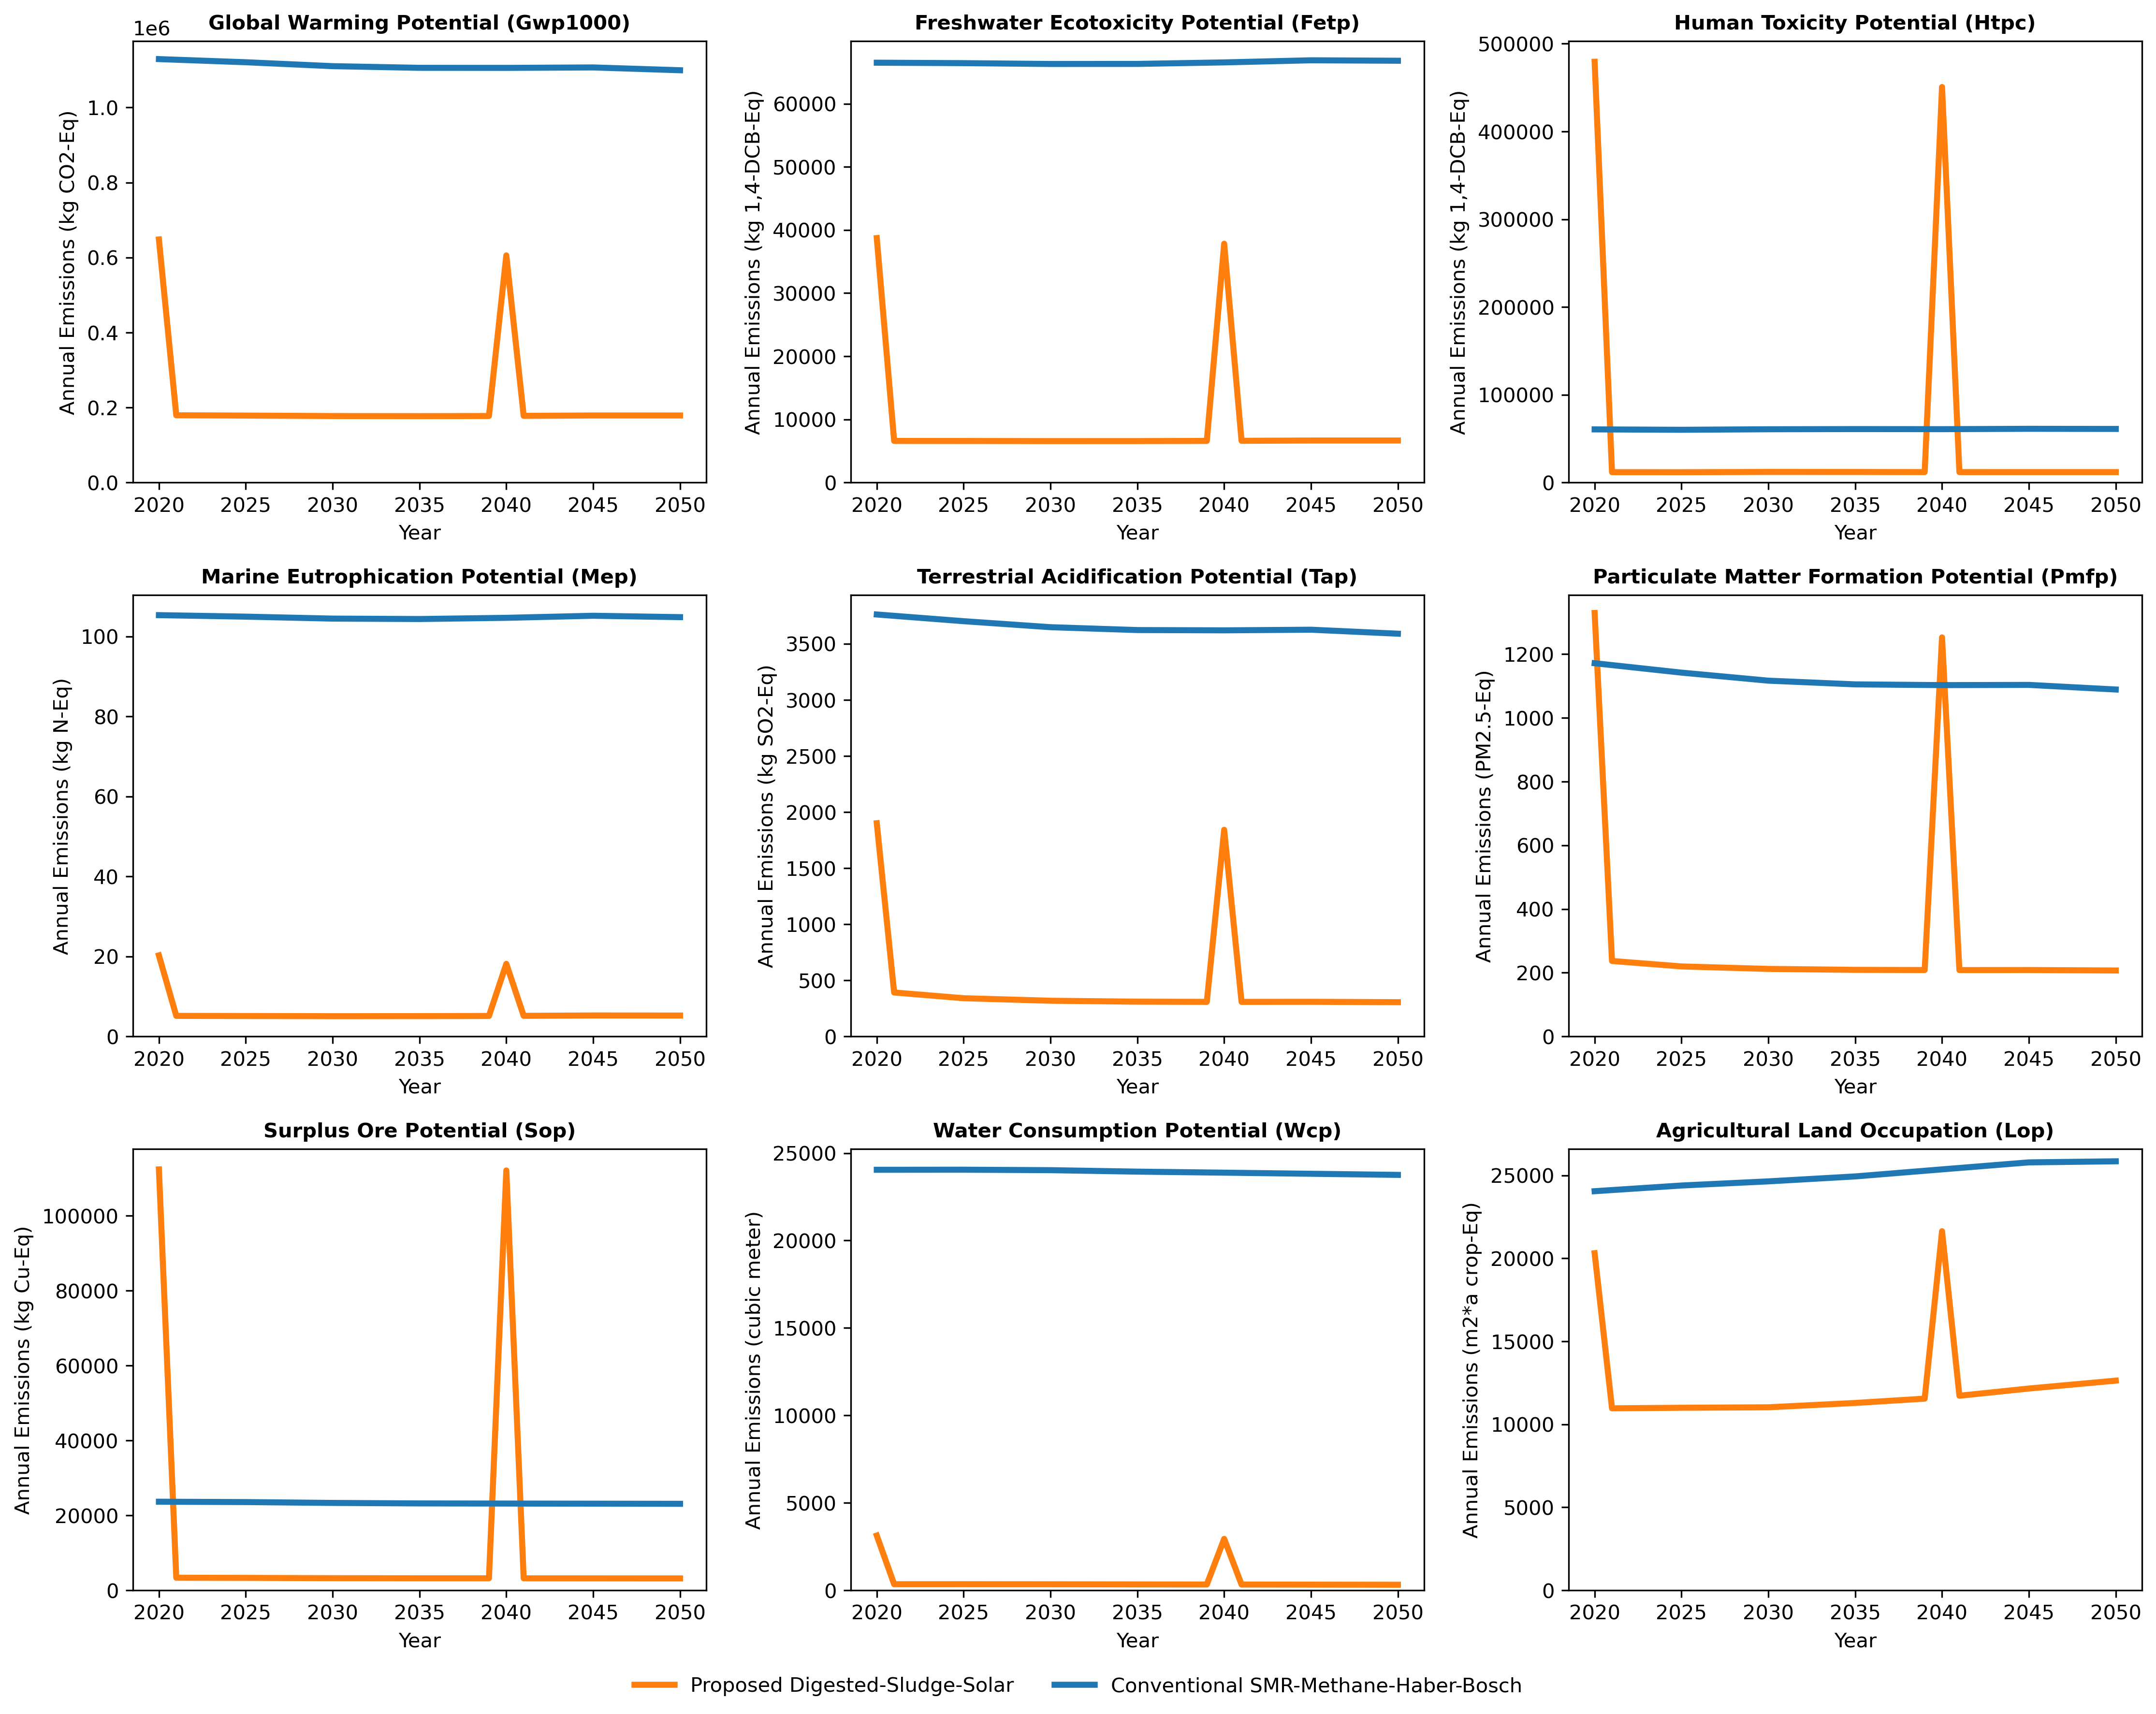 Global Warming Potential (Gwp1000)
1e6
Annual Emissions (kg CO2-Eq)
1.0
0.8
0.6
0.4
0.2
0.0
2020 2025 2030 2035 2040 2045 2050
Year
Freshwater Ecotoxicity Potential (Fetp)
Annual Emissions (kg 1,4-DCB-Eq)
60000
50000
40000
30000
20000
10000
0
2020 2025 2030 2035 2040 2045 2050
Year
Human Toxicity Potential (Htpc)
Annual Emissions (kg 1,4-DCB-Eq)
500000
400000
300000
200000
100000
0
2020 2025 2030 2035 2040 2045 2050
Year
Marine Eutrophication Potential (Mep)
Annual Emissions (kg N-Eq)
100
80
60
40
20
0
2020 2025 2030 2035 2040 2045 2050
Year
Terrestrial Acidification Potential (Tap)
Annual Emissions (kg SO2-Eq)
3500
3000
2500
2000
1500
1000
500
0
2020 2025 2030 2035 2040 2045 2050
Year
Particulate Matter Formation Potential (Pmfp)
Annual Emissions (PM2.5-Eq)
1200
1000
800
600
400
200
0
2020 2025 2030 2035 2040 2045 2050
Year
Surplus Ore Potential (Sop)
Annual Emissions (kg Cu-Eq)
100000
80000
60000
40000
20000
0
2020 2025 2030 2035 2040 2045 2050
Year
Water Consumption Potential (Wcp)
Annual Emissions (cubic meter)
25000
20000
15000
10000
5000
0
2020 2025 2030 2035 2040 2045 2050
Year
Agricultural Land Occupation (Lop)
Annual Emissions (m2*a crop-Eq)
25000
20000
15000
10000
5000
0
2020 2025 2030 2035 2040 2045 2050
Year
Proposed Digested-Sludge-Solar
Conventional SMR-Methane-Haber-Bosch